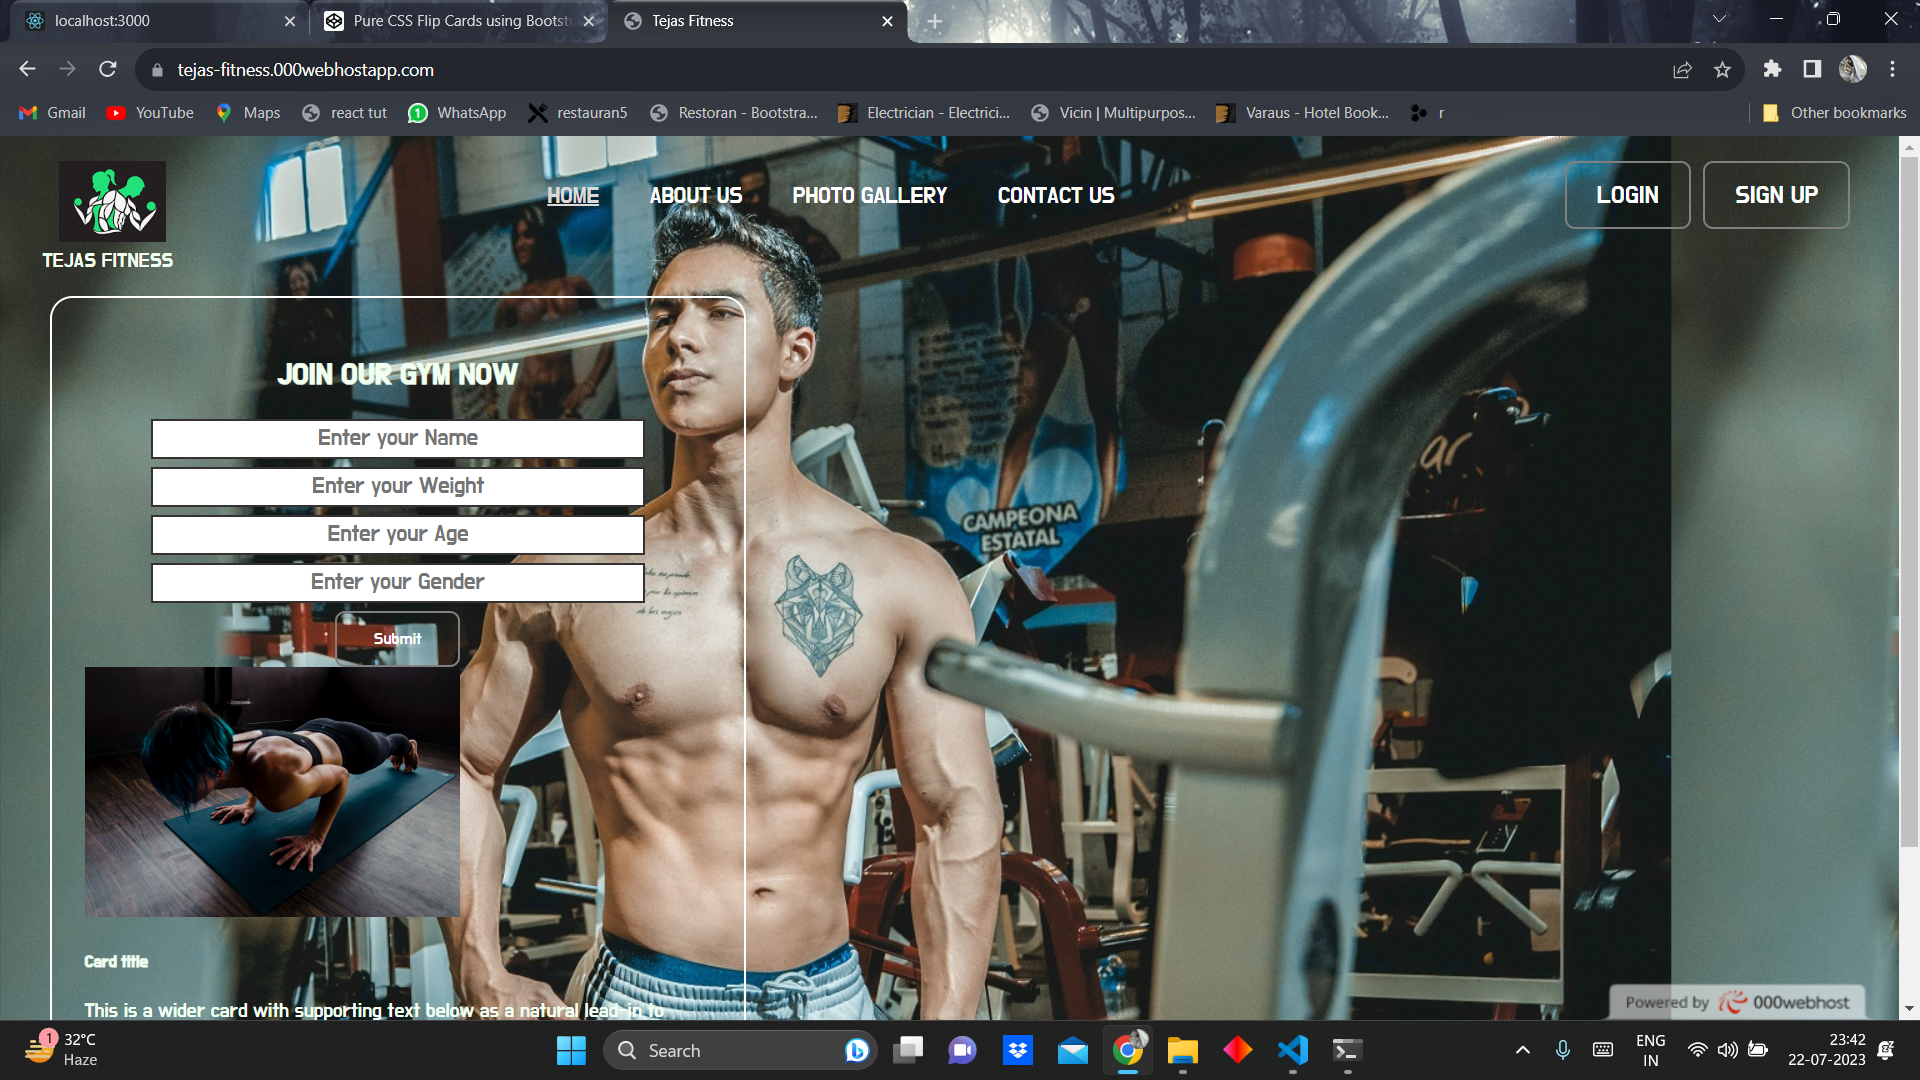 localhost:3000
Pure CSS Flip Cards using Bootst
Tejas Fitness
tejas-fitness.000webhostapp.com
Gmail
YouTube
Maps
react tut
WhatsApp
restauran5
Restoran - Bootstra...
Electrician - Electrici...
Vicin | Multipurpos...
Varaus - Hotel Book...
r
Other bookmarks
TEJAS FITNESS
HOME
ABOUT US
PHOTO GALLERY
CONTACT US
LOGIN
SIGN UP
JOIN OUR GYM NOW
Enter your Name
Enter your Weight
Enter your Age
Enter your Gender
Submit
CAMPEONA
ESTATAL
Card title
This is a wider card with supporting text below as a natural lead-in to
Powered by 000webhost
1
32°C
Haze
Search
ENG
IN
23:42
22-07-2023